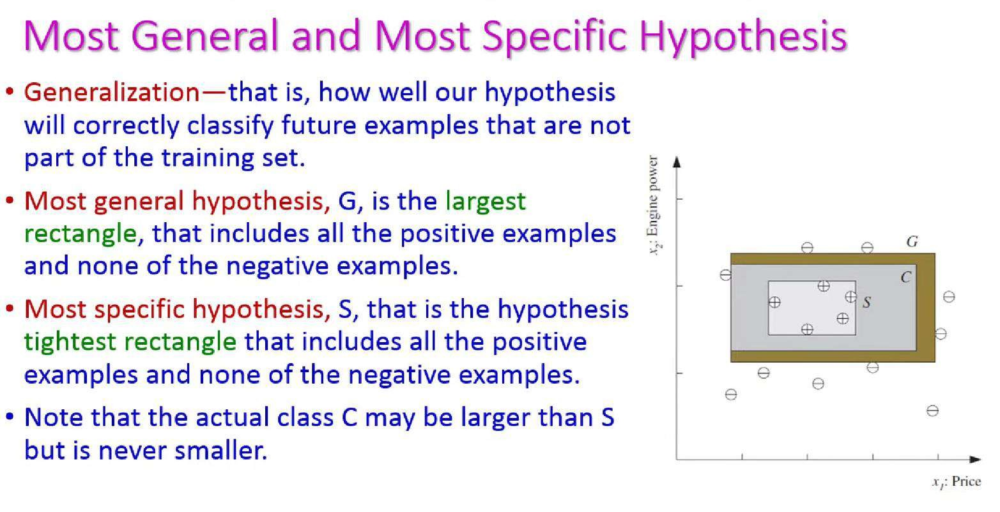 Most General and Most Specific Hypothesis
• Generalization—that is, how well our hypothesis
will correctly classify future examples that are not
part of the training set.
• Most general hypothesis, G, is the largest
rectangle, that includes all the positive examples
and none of the negative examples.
• Most specific hypothesis, S, that is the hypothesis
tightest rectangle that includes all the positive
examples and none of the negative examples.
• Note that the actual class C may be larger than S
but is never smaller.
x₂: Engine power
G
C
S
x₁: Price